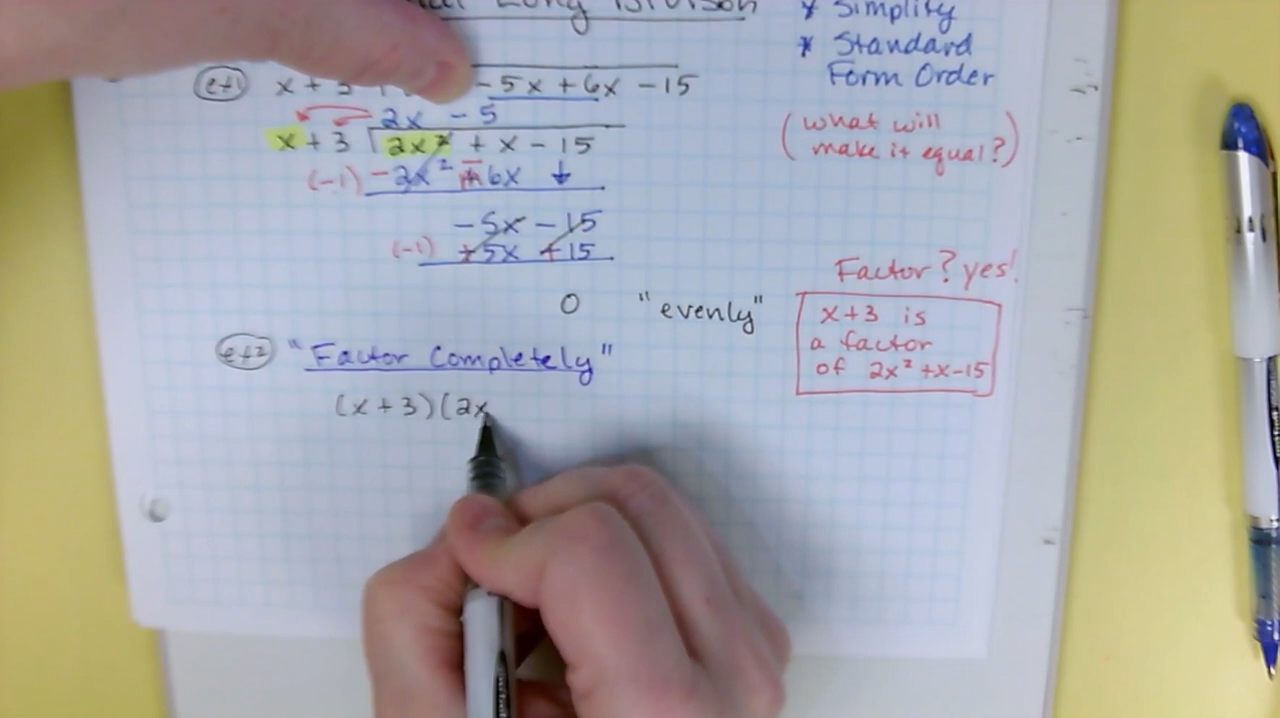 Long Division
* Simplify
* Standard
Form Order
ex1 x + 3 - 5x + 6x - 15
(what will
make it equal?)
2x - 5
x + 3 2x² + x - 15
(-1) - 2x² - 6x
- 5x - 15
(-1) + 5x + 15
0 "evenly"
Factor? yes!
x+3 is
a factor
of 2x² + x - 15
ex2 "Factor Completely"
(x + 3)(2x